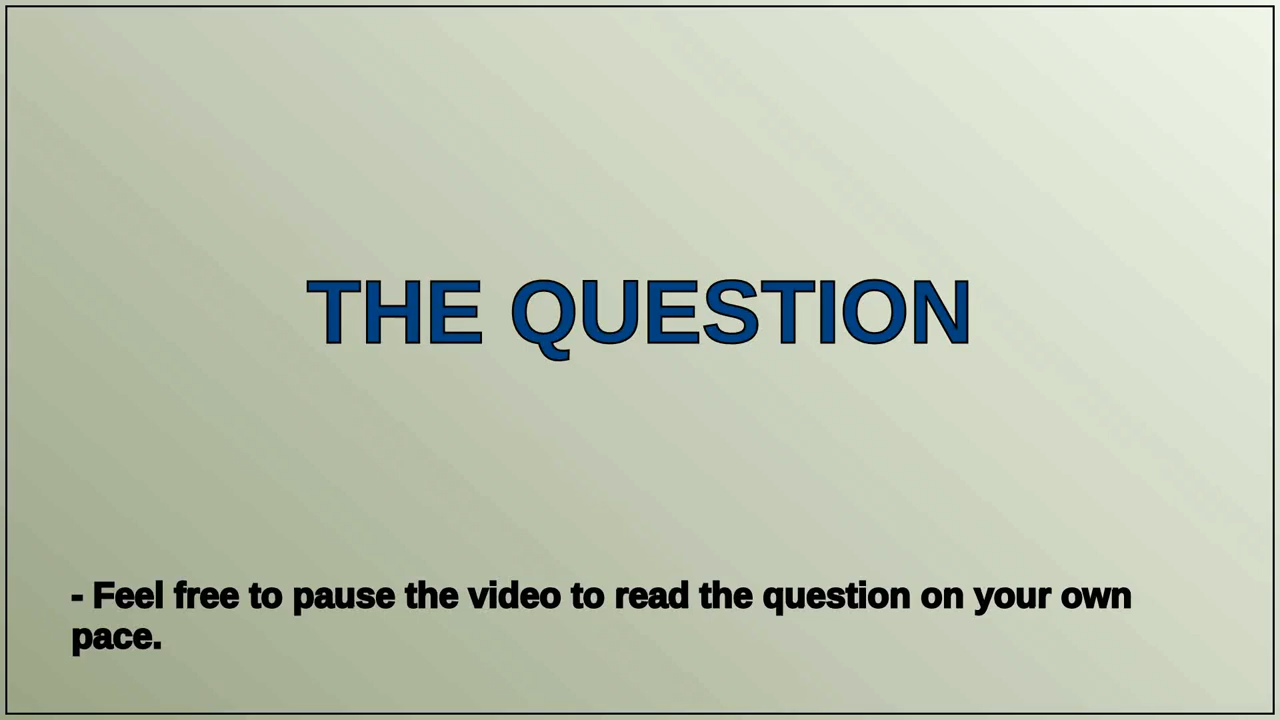 THE QUESTION
- Feel free to pause the video to read the question on your own
pace.